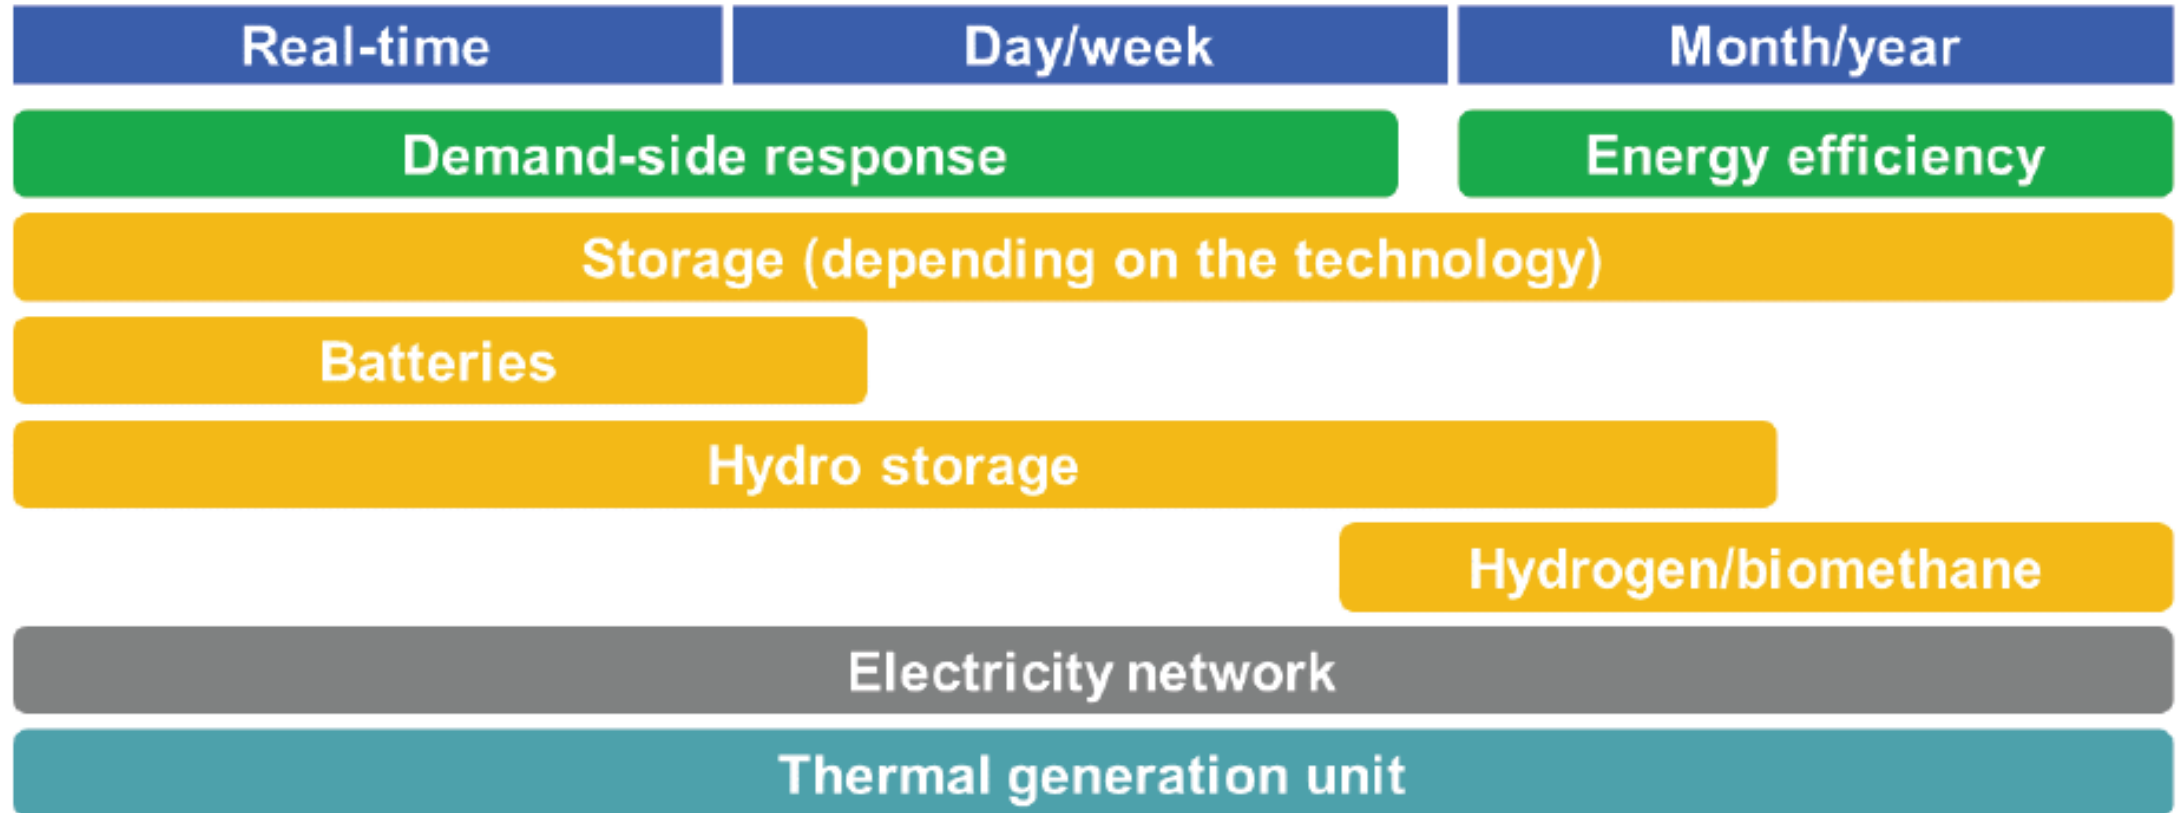 Real-time
Day/week
Month/year
Demand-side response
Energy efficiency
Storage (depending on the technology)
Batteries
Hydro storage
Hydrogen/biomethane
Electricity network
Thermal generation unit